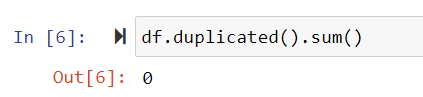 In [6]: df.duplicated().sum()
Out[6]: 0